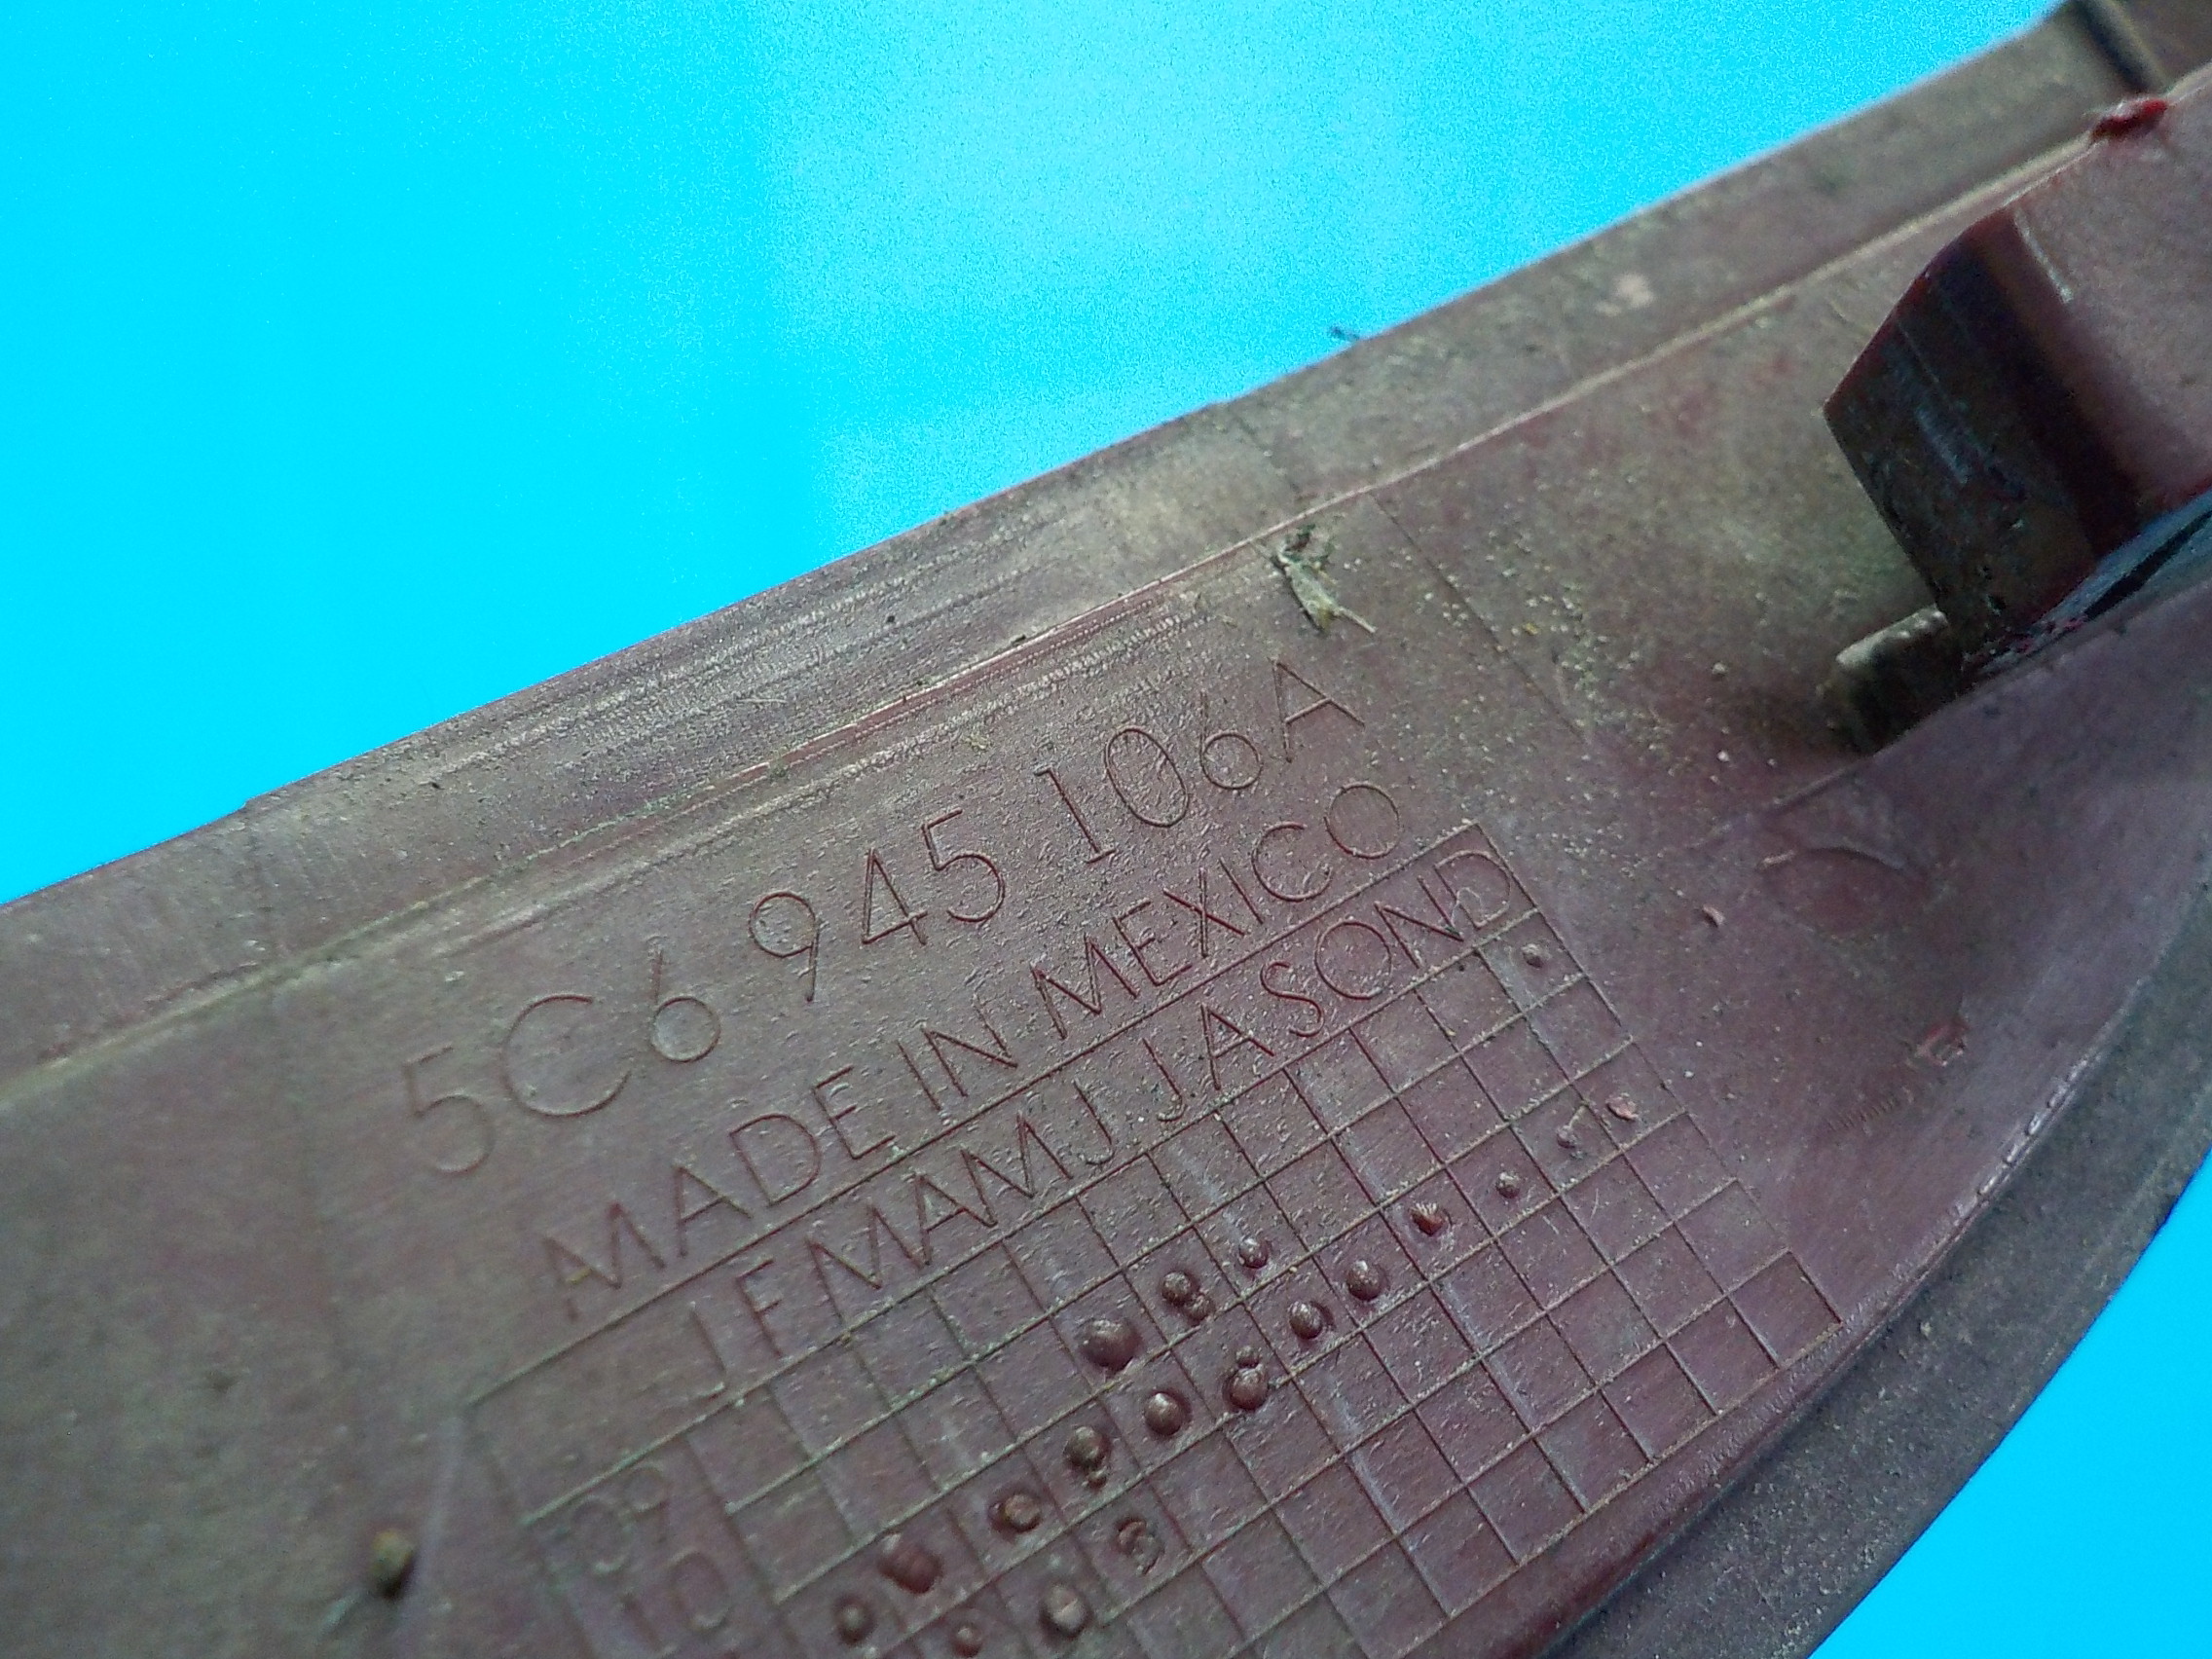 5C6 945 106A
MADE IN MEXICO
J F M A M J J A S O N D
09
10